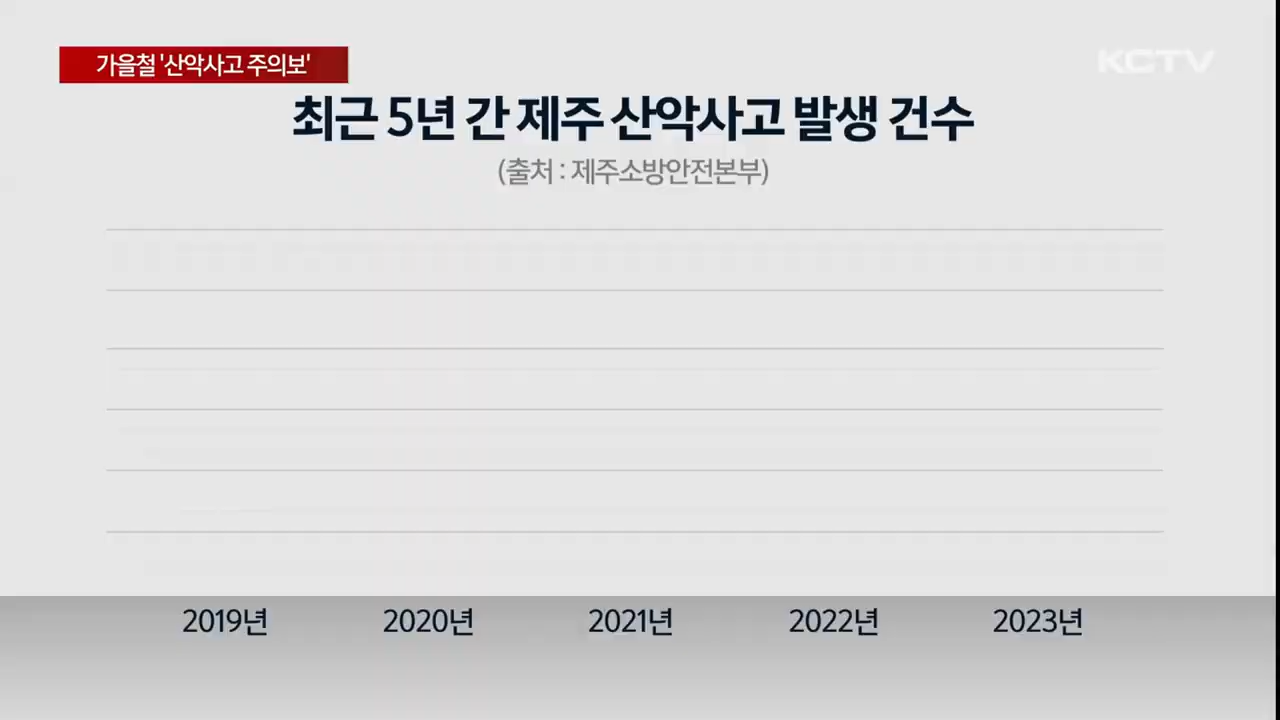 가을철 '산악사고 주의보'
KCTV
최근 5년 간 제주 산악사고 발생 건수
(출처 : 제주소방안전본부)
2019년 2020년 2021년 2022년 2023년